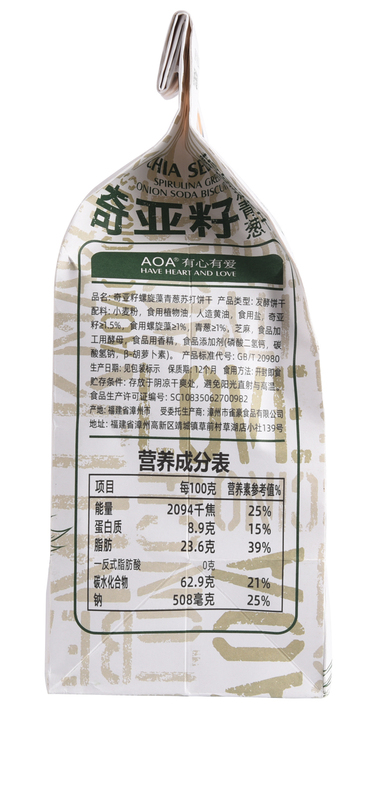 CHIA SEE
SPIRULINA GRE
ONION SODA BISCUI
奇亚籽
青葱
AOA® 有心有爱
HAVE HEART AND LOVE
品名: 奇亚籽螺旋藻青葱苏打饼干 产品类型: 发酵饼干
配料: 小麦粉，食用植物油，人造黄油，食用盐，奇亚
籽≥1.5%，食用螺旋藻≥1%，青葱≥1%，芝麻，食品加
工用酵母，食品用香精，食品添加剂(磷酸二氢钙，碳
酸氢钠，β-胡萝卜素)。 产品标准代号: GB/T 20980
生产日期: 见包装标示 保质期: 12个月 食用方法: 开封即食
贮存条件: 存放于阴凉干爽处，避免阳光直射与高温。
食品生产许可证编号: SC10835062700982
产地: 福建省漳州市 受委托生产商: 漳州市雀泉食品有限公司
地址: 福建省漳州高新区靖城镇草前村草湖店小社139号
营养成分表
项目 每100克 营养素参考值%
能量 2094千焦 25%
蛋白质 8.9克 15%
脂肪 23.6克 39%
—反式脂肪酸 0克
碳水化合物 62.9克 21%
钠 508毫克 25%